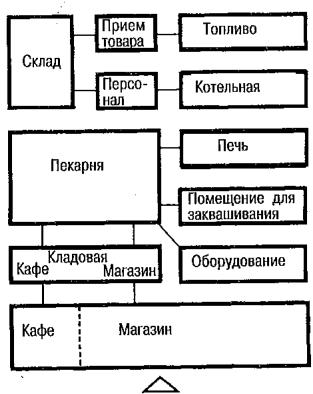 Прием
товара
Топливо
Склад
Персо-
нал
Котельная
Пекарня
Печь
Помещение для
заквашивания
Кладовая
Кафе Магазин
Оборудование
Кафе Магазин